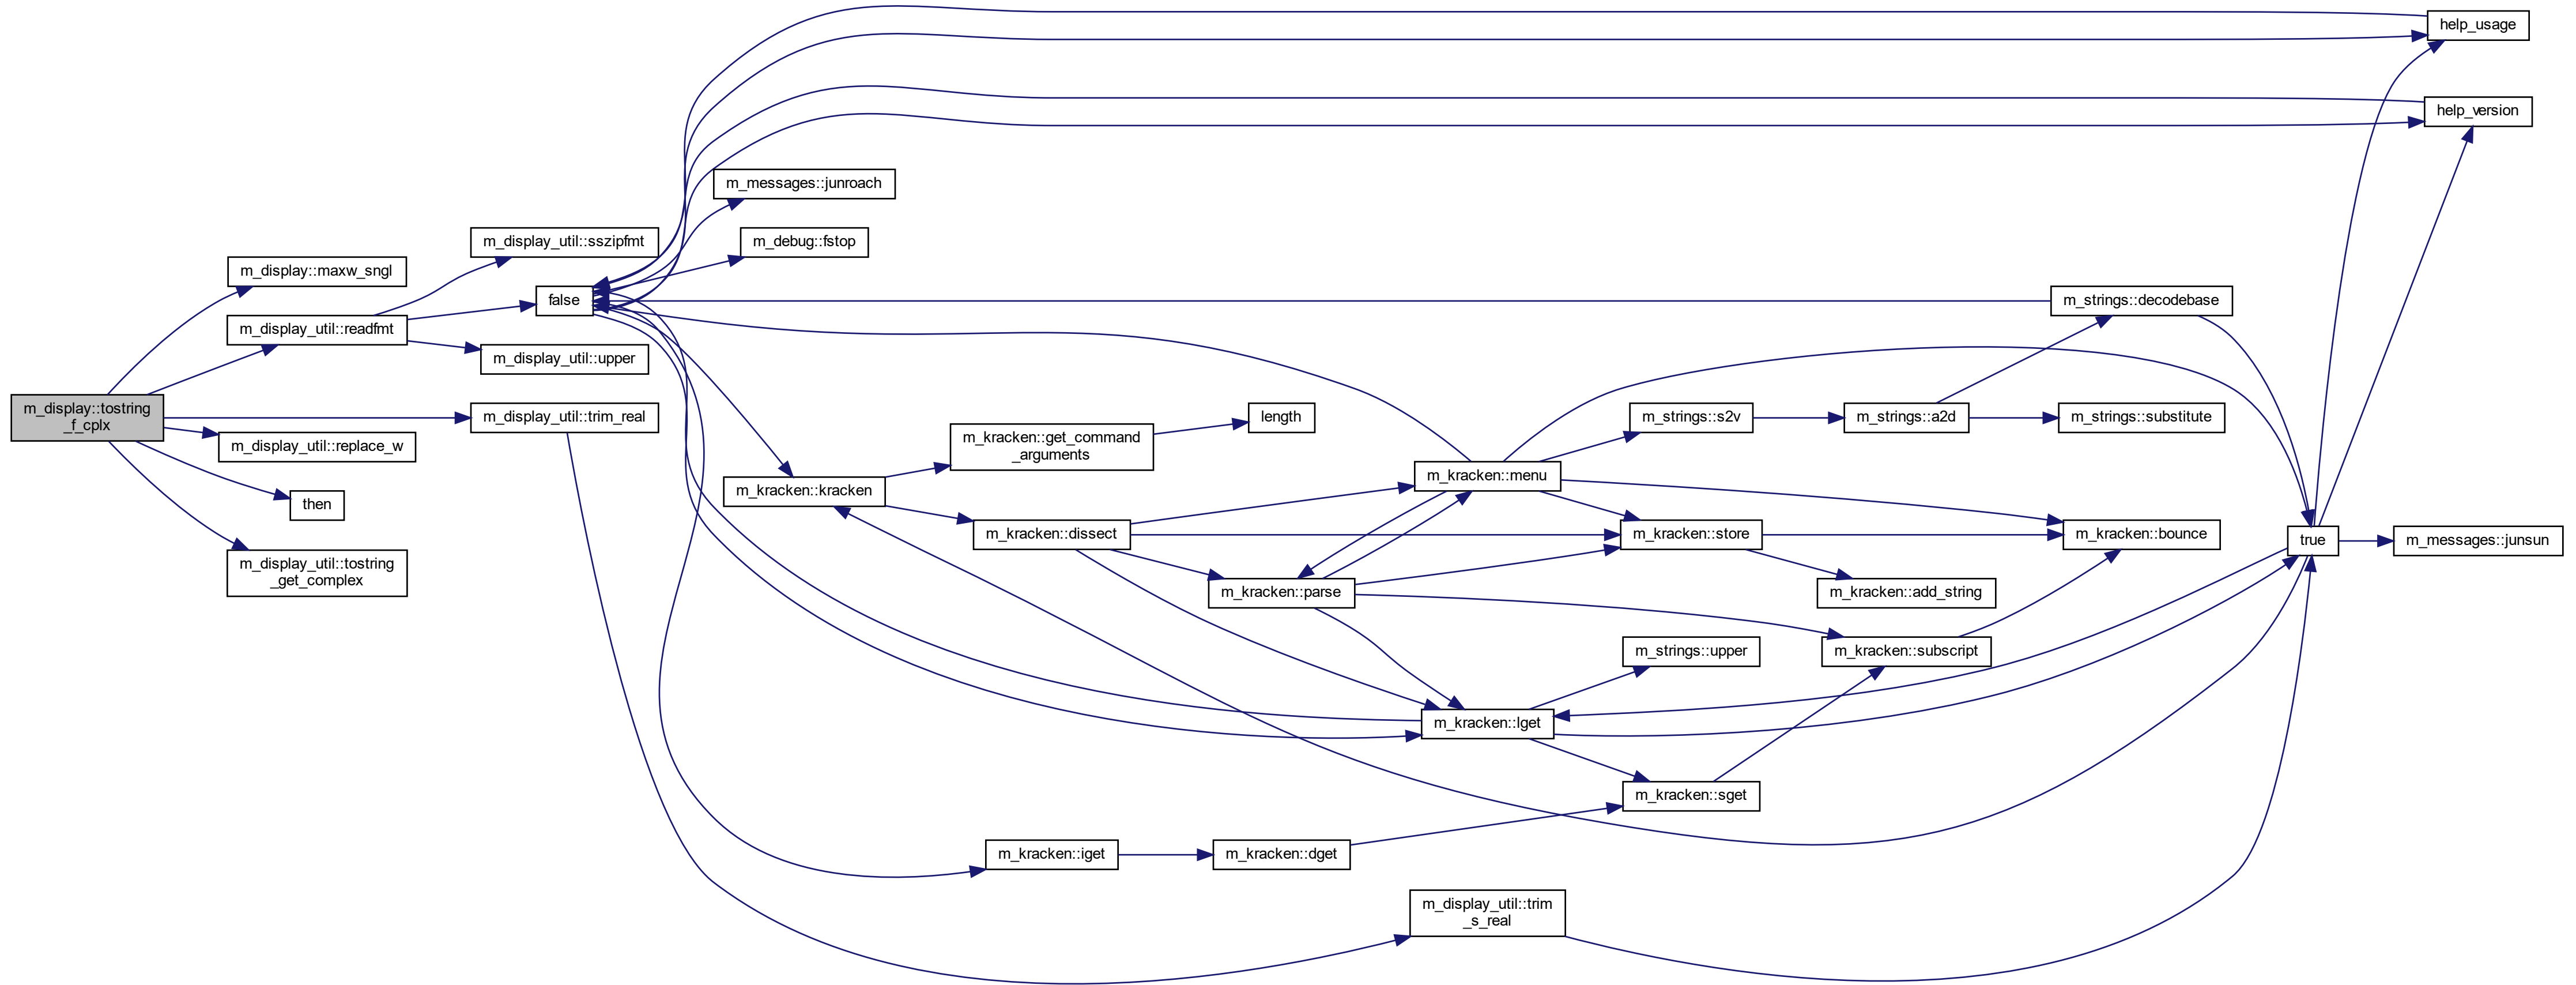 help_usage
help_version
m_messages::junroach
m_debug::fstop
m_display_util::sszipfmt
m_display::maxw_sngl
false
m_strings::decodebase
m_display_util::readfmt
m_display_util::upper
m_display::tostring
_f_cplx
m_display_util::trim_real
length
m_strings::s2v
m_strings::a2d
m_strings::substitute
m_display_util::replace_w
m_kracken::get_command
_arguments
m_kracken::menu
m_kracken::kracken
then
m_kracken::dissect
m_kracken::store
m_kracken::bounce
true
m_messages::junsun
m_display_util::tostring
_get_complex
m_kracken::parse
m_kracken::add_string
m_strings::upper
m_kracken::subscript
m_kracken::lget
m_kracken::sget
m_kracken::iget
m_kracken::dget
m_display_util::trim
_s_real